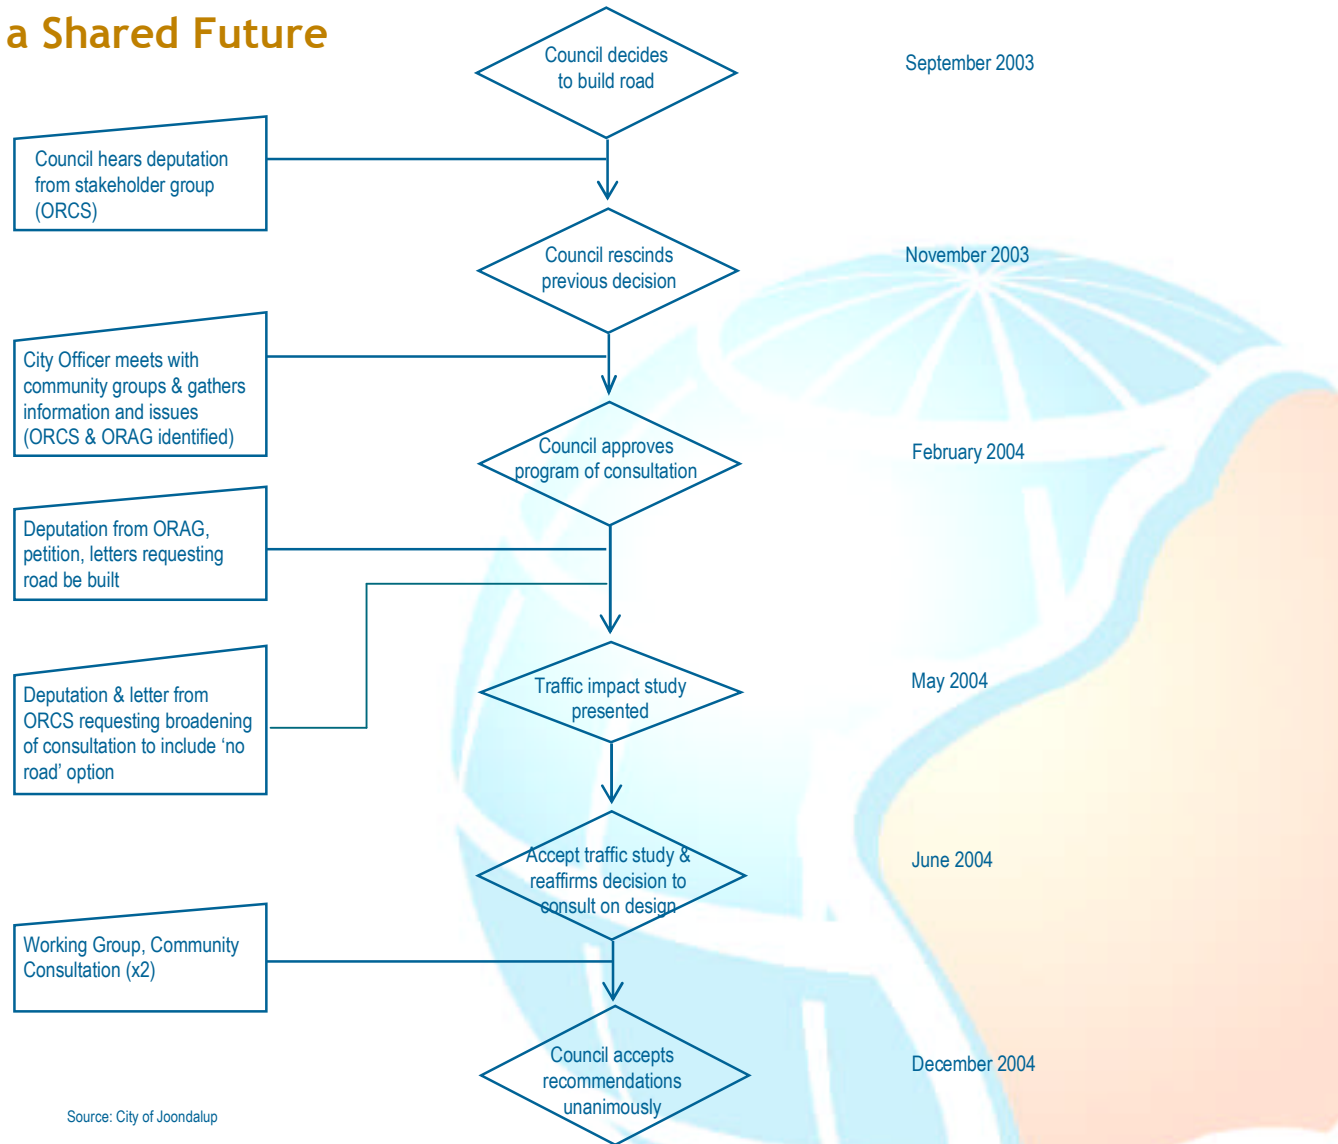 a Shared Future
Council decides
to build road
September 2003
Council hears deputation
from stakeholder group
(ORCS)
Council rescinds
previous decision
November 2003
City Officer meets with
community groups & gathers
information and issues
(ORCS & ORAG identified)
Council approves
program of consultation
February 2004
Deputation from ORAG,
petition, letters requesting
road be built
Deputation & letter from
ORCS requesting broadening
of consultation to include ‘no
road’ option
Traffic impact study
presented
May 2004
Accept traffic study &
reaffirms decision to
consult on design
June 2004
Working Group, Community
Consultation (x2)
Council accepts
recommendations
unanimously
December 2004
Source: City of Joondalup